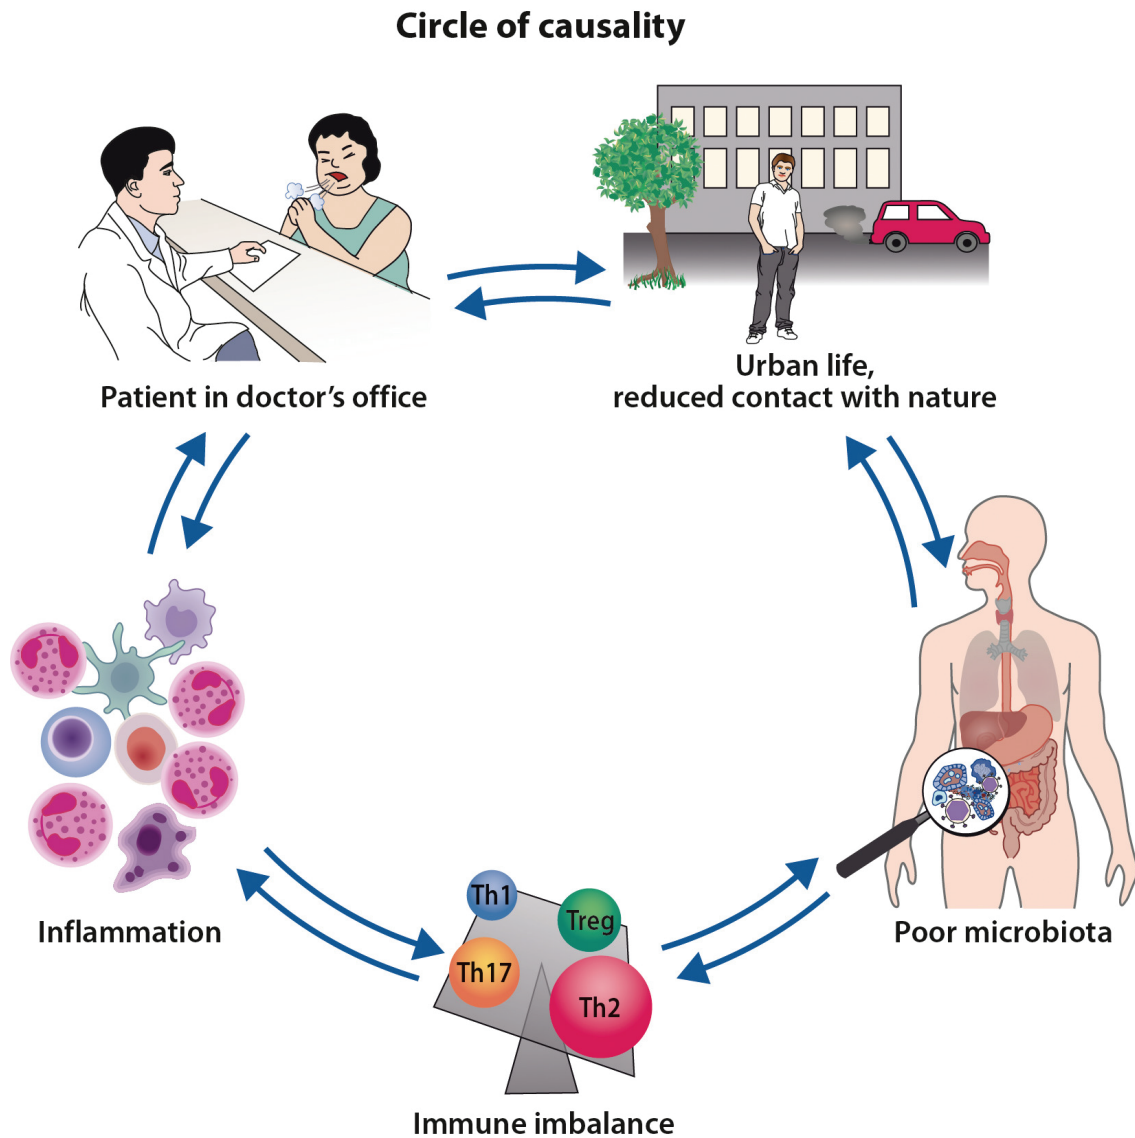 Circle of causality
Patient in doctor's office
Urban life,
reduced contact with nature
Inflammation
Th1
Treg
Th17
Th2
Immune imbalance
Poor microbiota